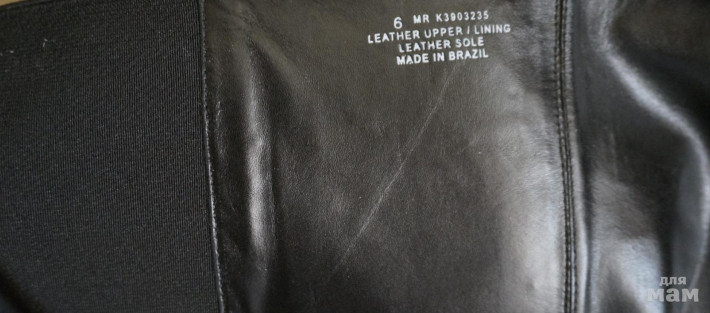 6 MR K3903235
LEATHER UPPER / LINING
LEATHER SOLE
MADE IN BRAZIL
для
мам